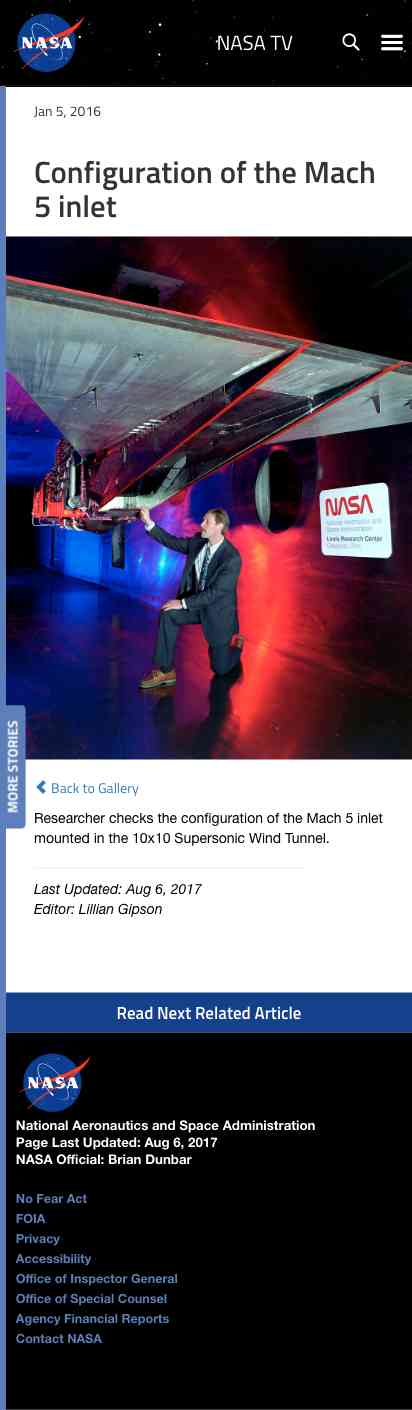 NASA
NASA TV
Jan 5, 2016
Configuration of the Mach
5 inlet
NASA
National Aeronautics and
Space Administration
Lewis Research Center
Cleveland, Ohio
MORE STORIES
Back to Gallery
Researcher checks the configuration of the Mach 5 inlet
mounted in the 10x10 Supersonic Wind Tunnel.
Last Updated: Aug 6, 2017
Editor: Lillian Gipson
Read Next Related Article
NASA
National Aeronautics and Space Administration
Page Last Updated: Aug 6, 2017
NASA Official: Brian Dunbar
No Fear Act
FOIA
Privacy
Accessibility
Office of Inspector General
Office of Special Counsel
Agency Financial Reports
Contact NASA